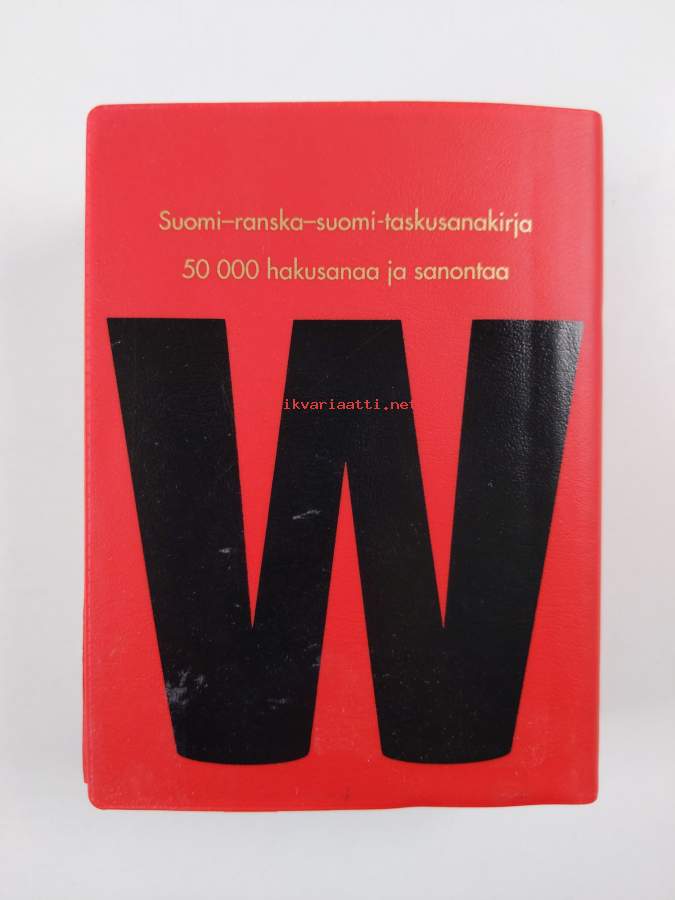 Suomi–ranska–suomi-taskusanakirja
50 000 hakusanaa ja sanontaa
W
ikvariaatti.net